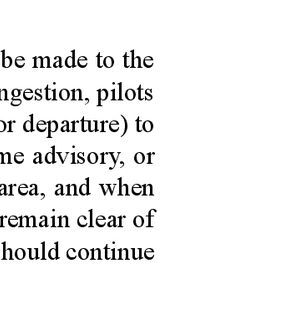 be made to the
ngestion, pilots
or departure) to
me advisory, or
area, and when
remain clear of
hould continue